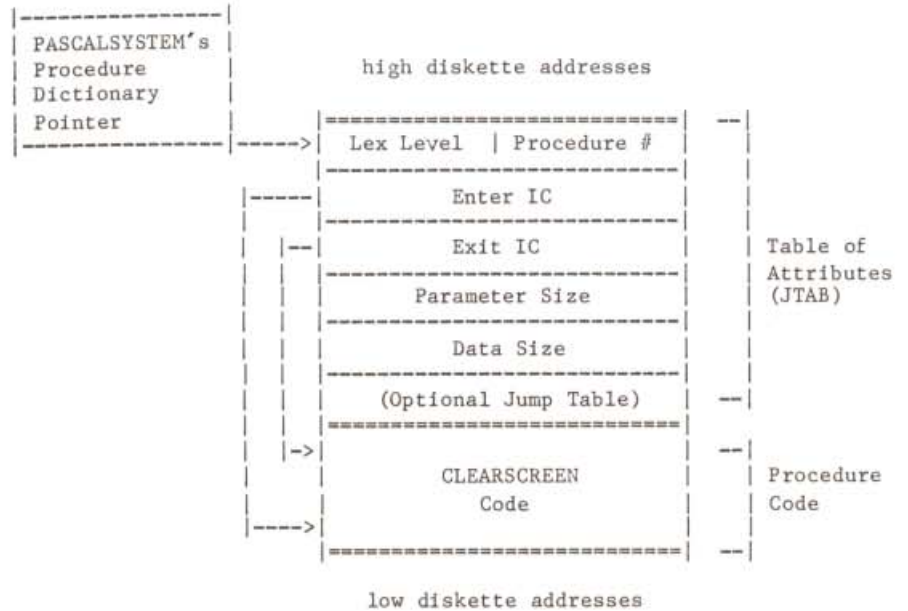 PASCALSYSTEM's
Procedure
Dictionary
Pointer
high diskette addresses
Lex Level | Procedure #
Enter IC
Exit IC
Parameter Size
Data Size
(Optional Jump Table)
Table of
Attributes
(JTAB)
CLEARSCREEN
Code
Procedure
Code
low diskette addresses